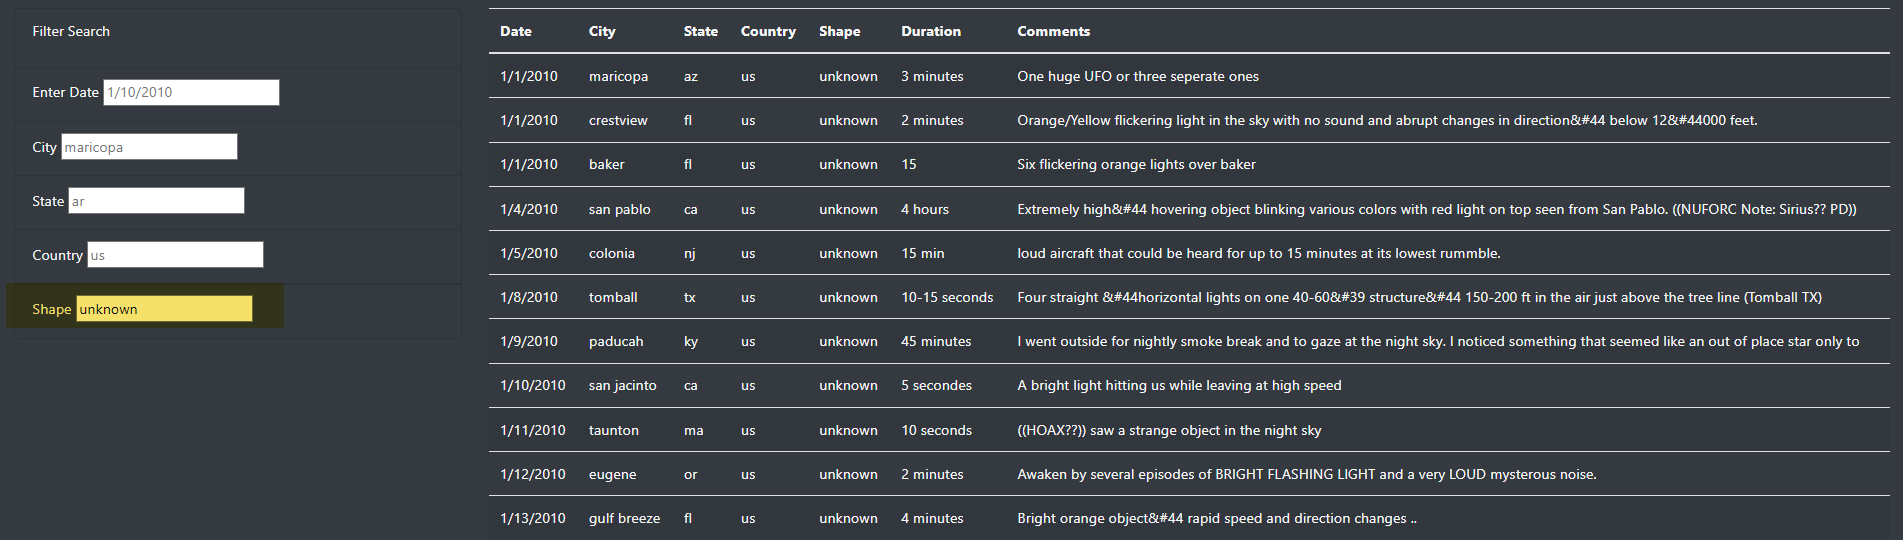 Filter Search
Enter Date 1/10/2010
City maricopa
State ar
Country us
Shape unknown
Date City State Country Shape Duration Comments
1/1/2010 maricopa az us unknown 3 minutes One huge UFO or three seperate ones
1/1/2010 crestview fl us unknown 2 minutes Orange/Yellow flickering light in the sky with no sound and abrupt changes in direction&#44 below 12&#44000 feet.
1/1/2010 baker fl us unknown 15 Six flickering orange lights over baker
1/4/2010 san pablo ca us unknown 4 hours Extremely high&#44 hovering object blinking various colors with red light on top seen from San Pablo. ((NUFORC Note: Sirius?? PD))
1/5/2010 colonia nj us unknown 15 min loud aircraft that could be heard for up to 15 minutes at its lowest rummble.
1/8/2010 tomball tx us unknown 10-15 seconds Four straight &#44horizontal lights on one 40-60&#39 structure&#44 150-200 ft in the air just above the tree line (Tomball TX)
1/9/2010 paducah ky us unknown 45 minutes I went outside for nightly smoke break and to gaze at the night sky. I noticed something that seemed like an out of place star only to
1/10/2010 san jacinto ca us unknown 5 secondes A bright light hitting us while leaving at high speed
1/11/2010 taunton ma us unknown 10 seconds ((HOAX??)) saw a strange object in the night sky
1/12/2010 eugene or us unknown 2 minutes Awaken by several episodes of BRIGHT FLASHING LIGHT and a very LOUD mysterous noise.
1/13/2010 gulf breeze fl us unknown 4 minutes Bright orange object&#44 rapid speed and direction changes ..